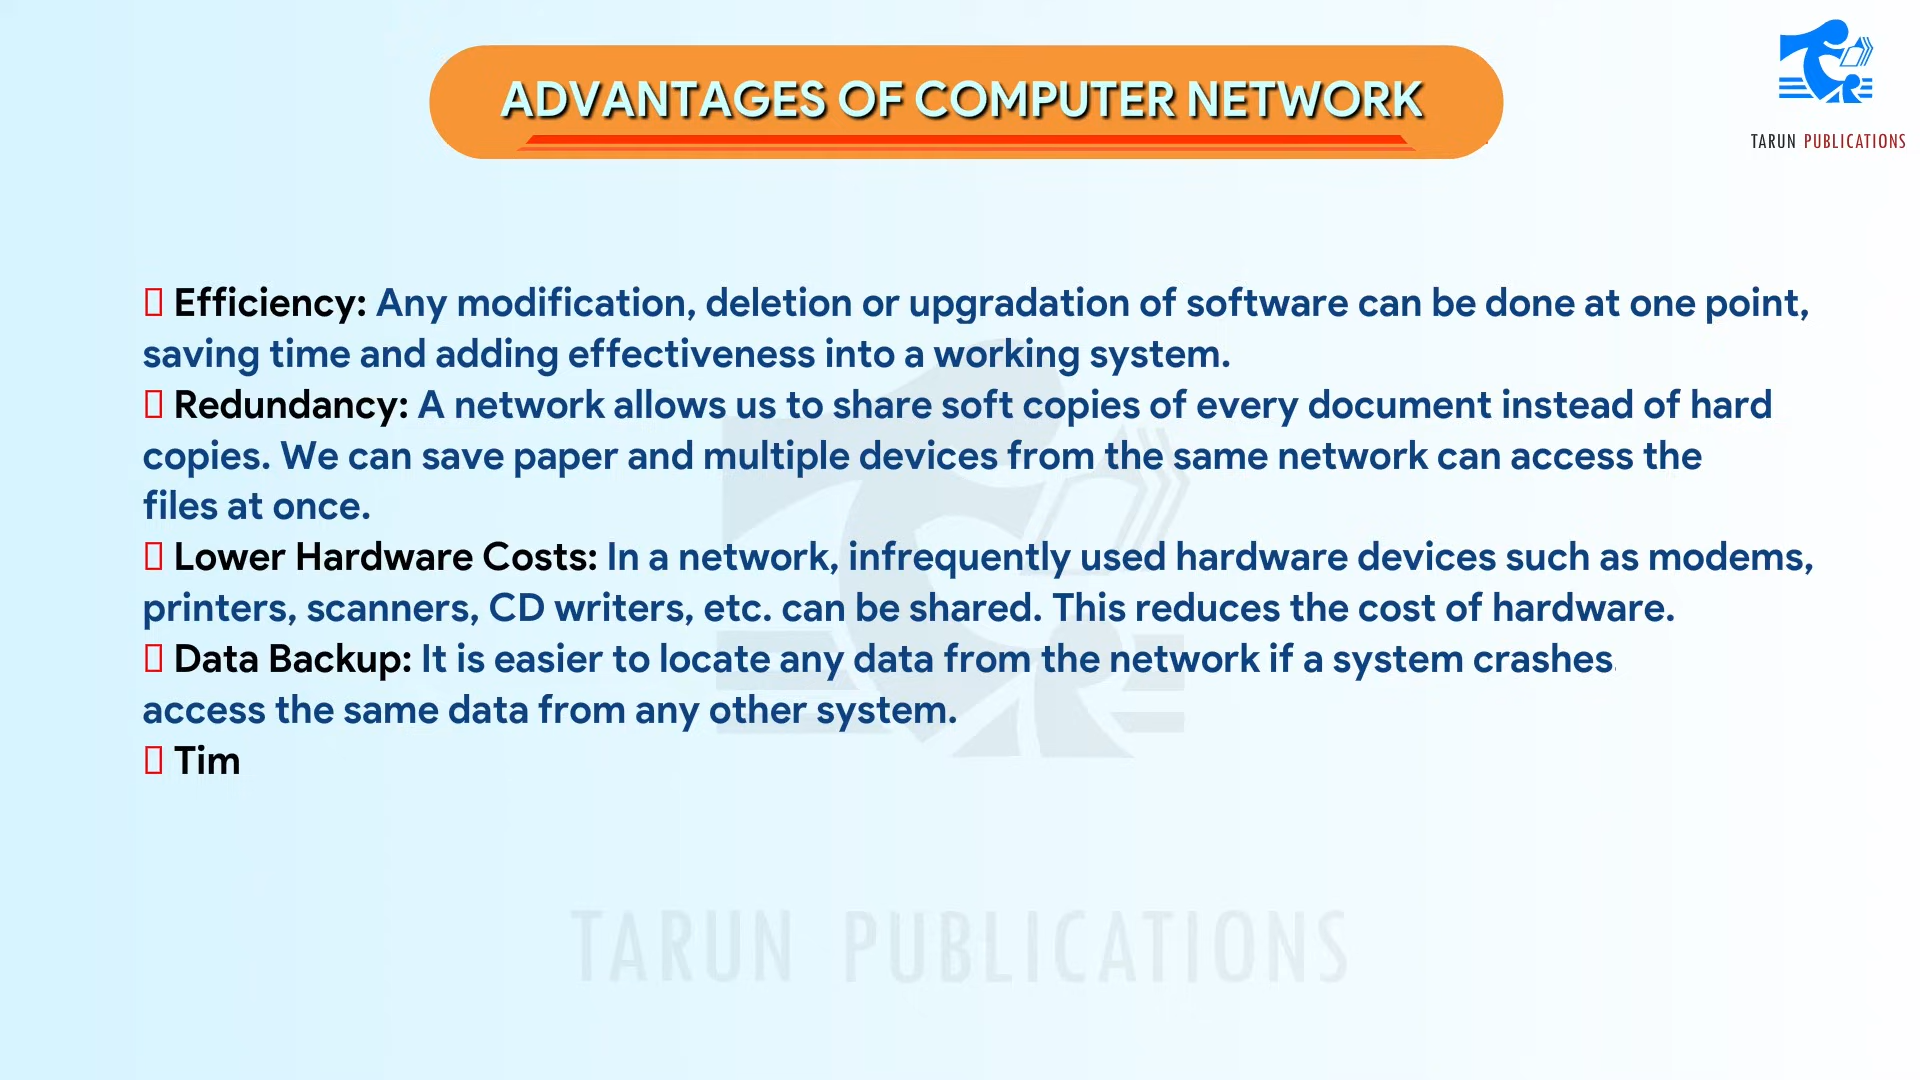 ADVANTAGES OF COMPUTER NETWORK
TARUN PUBLICATIONS
Efficiency: Any modification, deletion or upgradation of software can be done at one point,
saving time and adding effectiveness into a working system.
Redundancy: A network allows us to share soft copies of every document instead of hard
copies. We can save paper and multiple devices from the same network can access the
files at once.
Lower Hardware Costs: In a network, infrequently used hardware devices such as modems,
printers, scanners, CD writers, etc. can be shared. This reduces the cost of hardware.
Data Backup: It is easier to locate any data from the network if a system crashes.
access the same data from any other system.
Tim
TARUN PUBLICATIONS